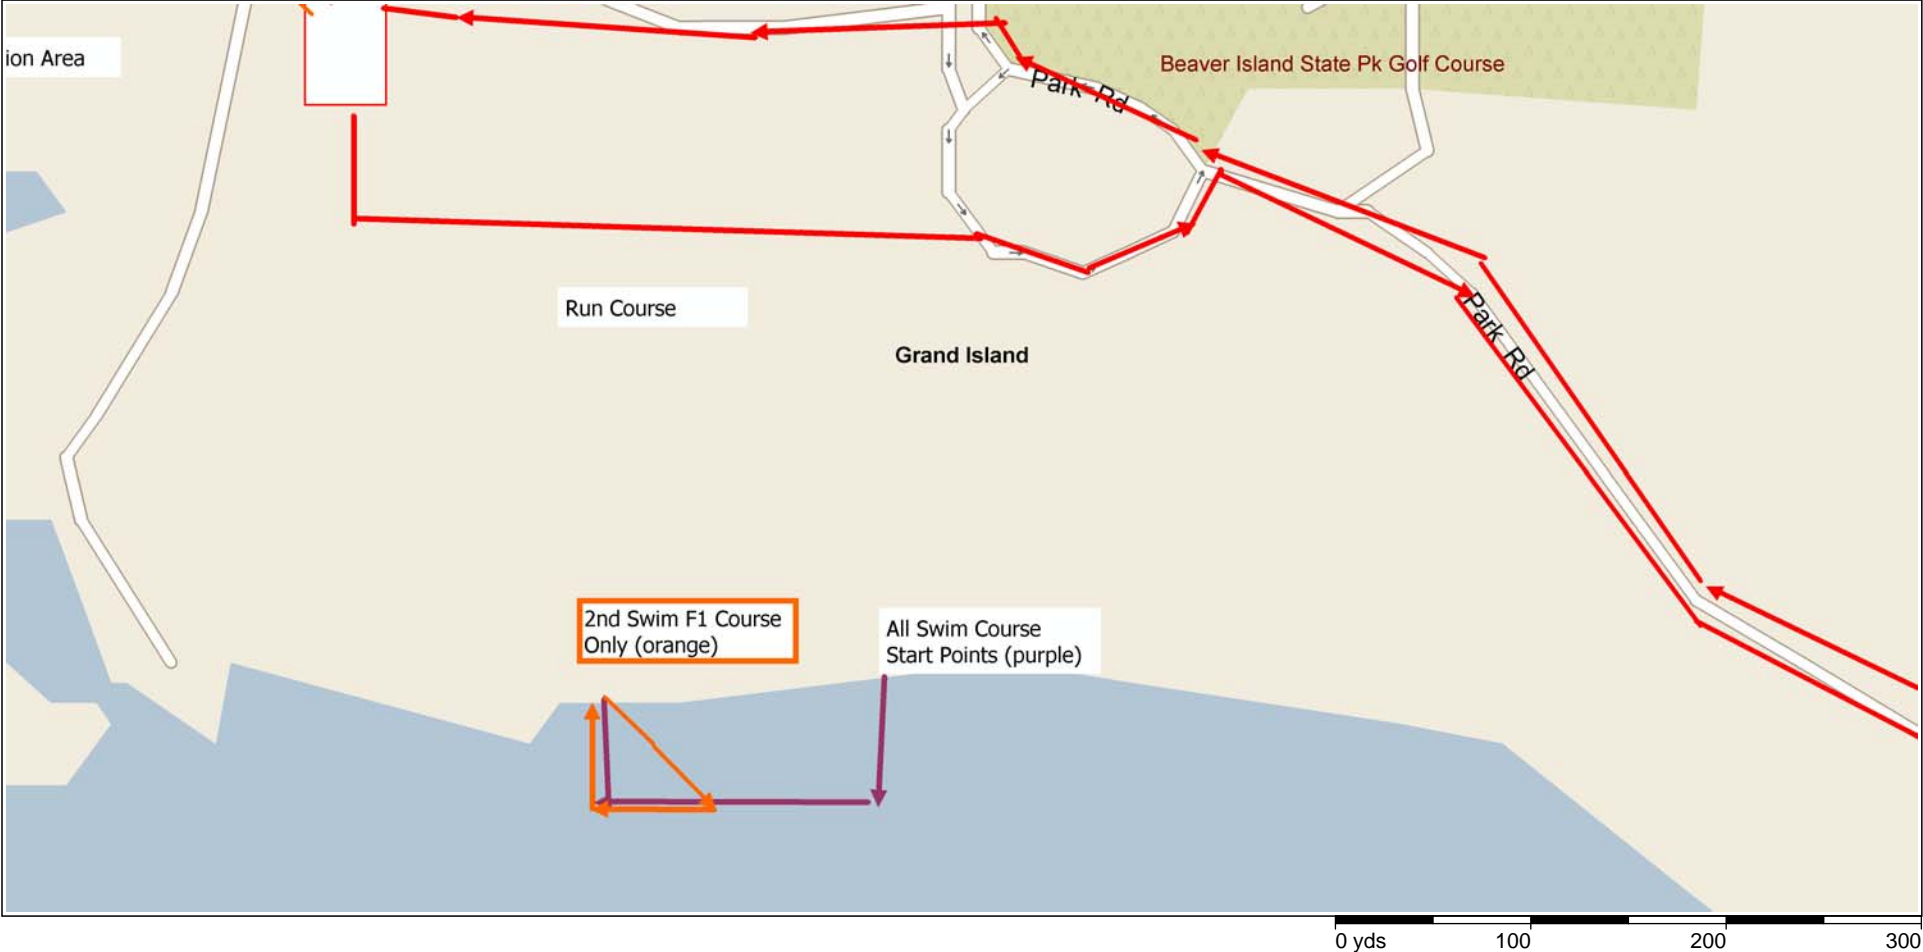 ion Area
Beaver Island State Pk Golf Course
Park Rd
Run Course
Park Rd
Grand Island
2nd Swim F1 Course
Only (orange)
All Swim Course
Start Points (purple)
0 yds 100 200 300